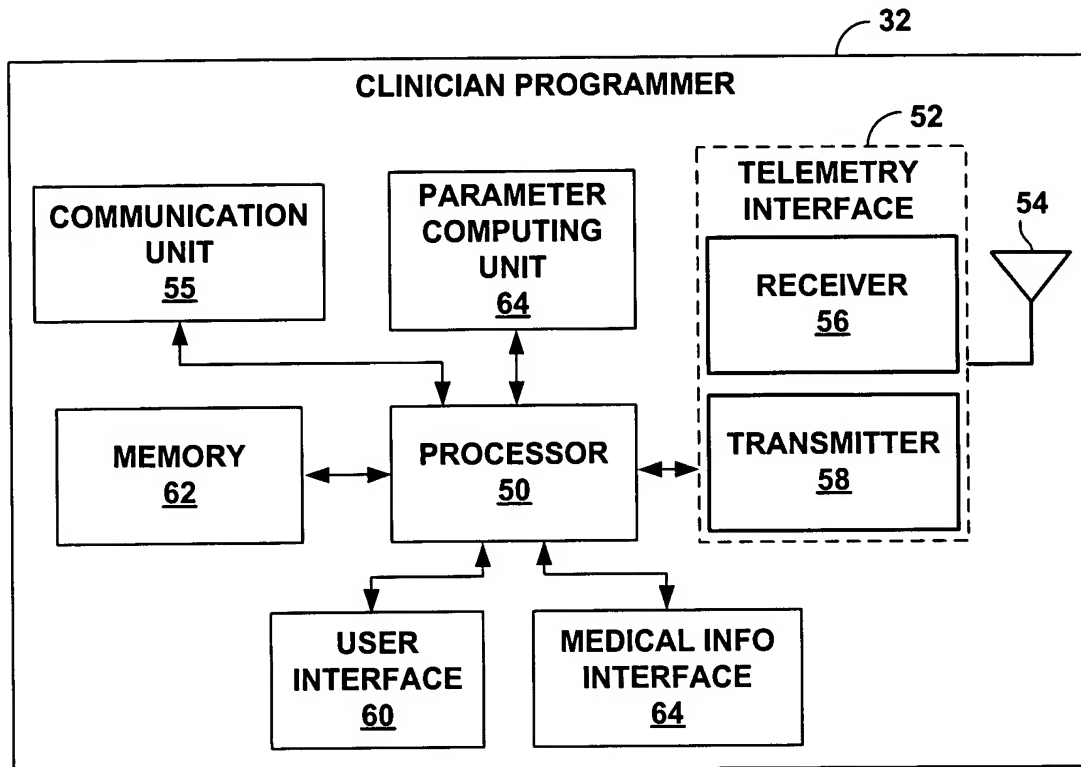 32
CLINICIAN PROGRAMMER
52
TELEMETRY
INTERFACE
54
COMMUNICATION
UNIT
55
PARAMETER
COMPUTING
UNIT
64
RECEIVER
56
MEMORY
62
PROCESSOR
50
TRANSMITTER
58
USER
INTERFACE
60
MEDICAL INFO
INTERFACE
64